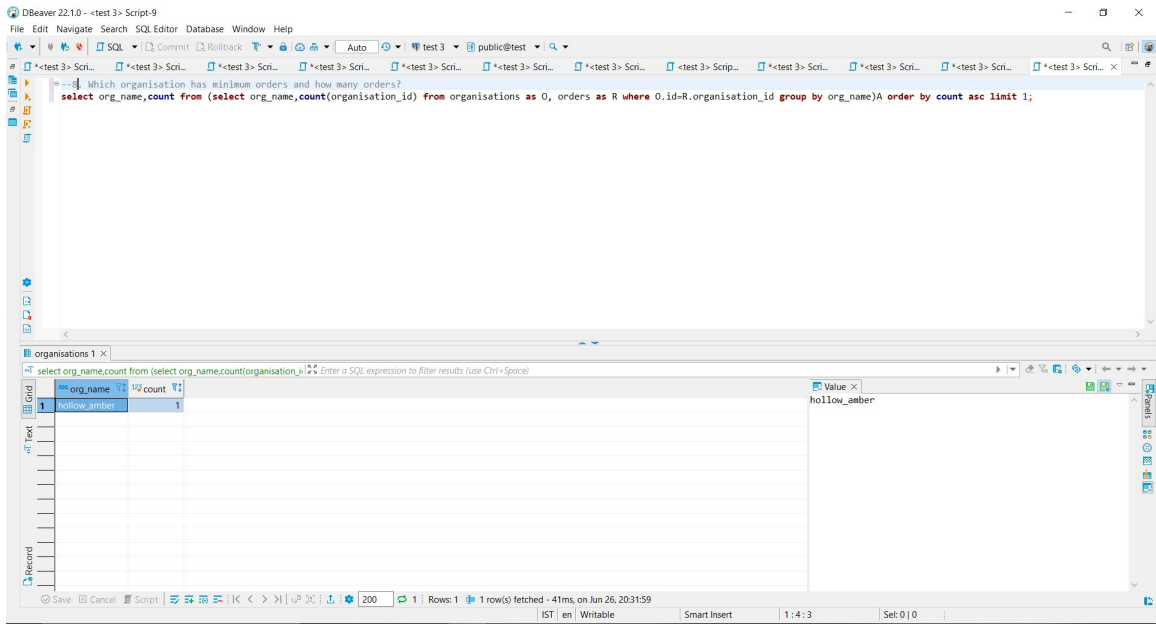 DBeaver 22.1.0 - <test 3> Script-9
File Edit Navigate Search SQL Editor Database Window Help
SQL Commit Rollback Auto test 3 public@test
*<test 3> Scri... *<test 3> Scri... *<test 3> Scri... *<test 3> Scri... *<test 3> Scri... *<test 3> Scri... *<test 3> Scri... <test 3> Scrip... *<test 3> Scri... *<test 3> Scri... *<test 3> Scri... *<test 3> Scri...
--8. Which organisation has minimum orders and how many orders?
select org_name,count from (select org_name,count(organisation_id) from organisations as O, orders as R where O.id=R.organisation_id group by org_name)A order by count asc limit 1;
organisations 1
select org_name,count from (select org_name,count(organisation_i Enter a SQL expression to filter results (use Ctrl+Space)
Grid
Text
Record
org_name 123 count
1 hollow_amber 1
Value
hollow_amber
Panels
Save Cancel Script 200 1 Rows: 1 1 row(s) fetched - 41ms, on Jun 26, 20:31:59
IST en Writable Smart Insert 1 : 4 : 3 Sel: 0 | 0